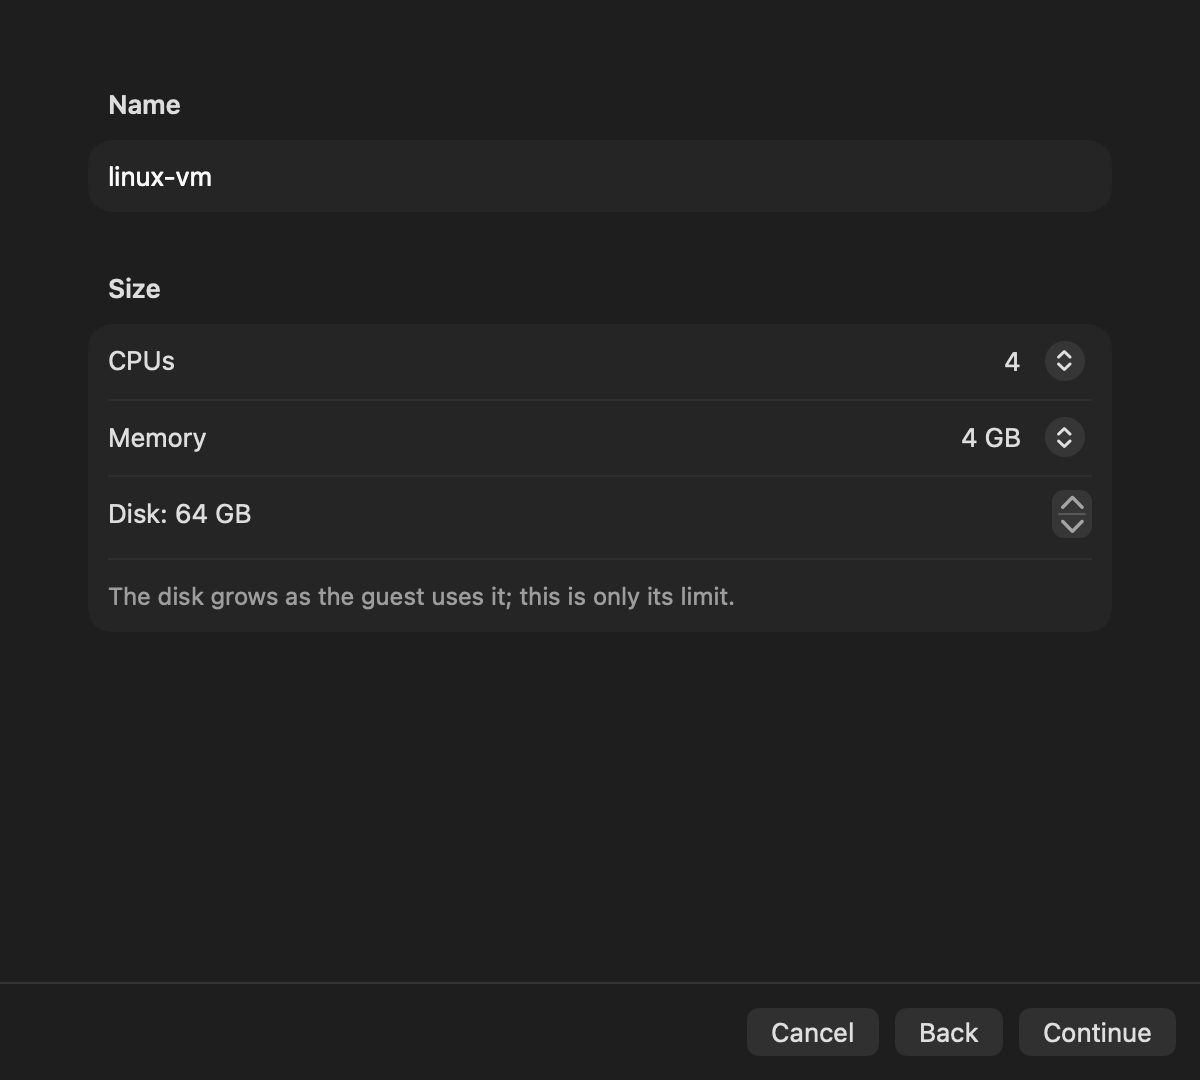 Name
linux-vm
Size
CPUs 4
Memory 4 GB
Disk: 64 GB
The disk grows as the guest uses it; this is only its limit.
Cancel Back Continue